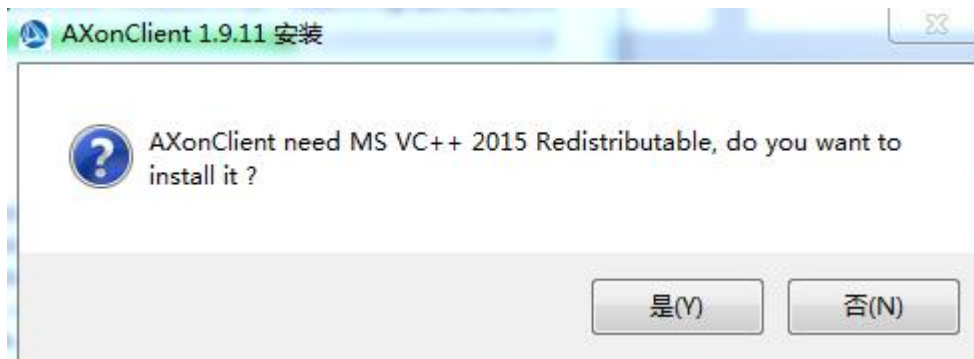 AXonClient 1.9.11 安装
AXonClient need MS VC++ 2015 Redistributable, do you want to
install it ?
是(Y)
否(N)